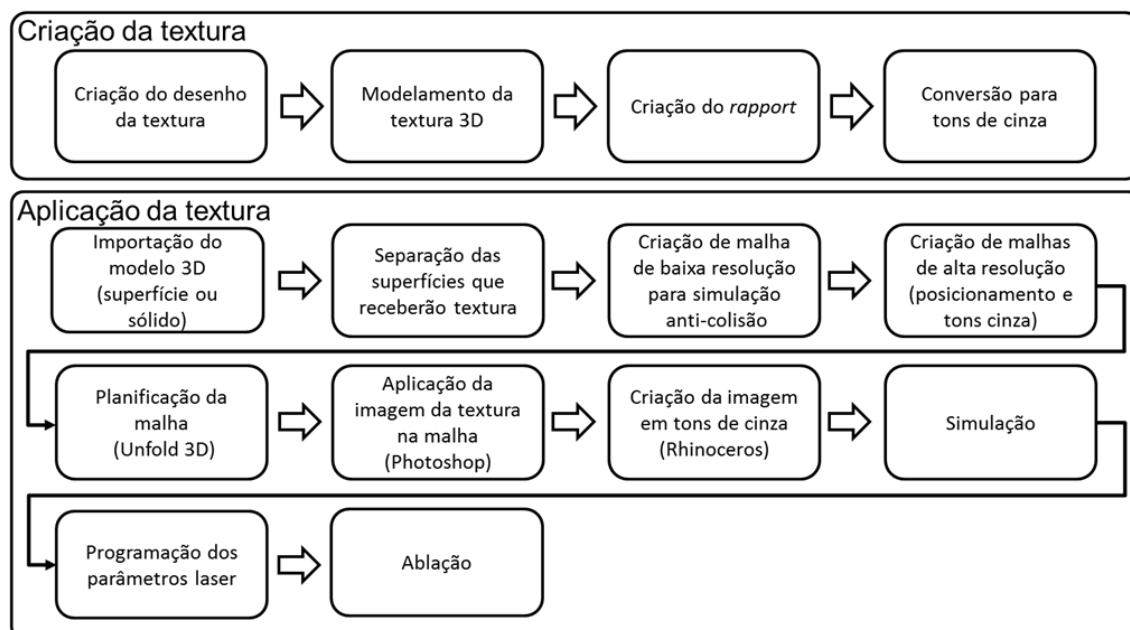 Criação da textura
Criação do desenho
da textura
Modelamento da
textura 3D
Criação do rapport
Conversão para
tons de cinza
Aplicação da textura
Importação do
modelo 3D
(superfície ou
sólido)
Separação das
superfícies que
receberão textura
Criação de malha
de baixa resolução
para simulação
anti-colisão
Criação de malhas
de alta resolução
(posicionamento e
tons cinza)
Planificação da
malha
(Unfold 3D)
Aplicação da
imagem da textura
na malha
(Photoshop)
Criação da imagem
em tons de cinza
(Rhinoceros)
Simulação
Programação dos
parâmetros laser
Ablação